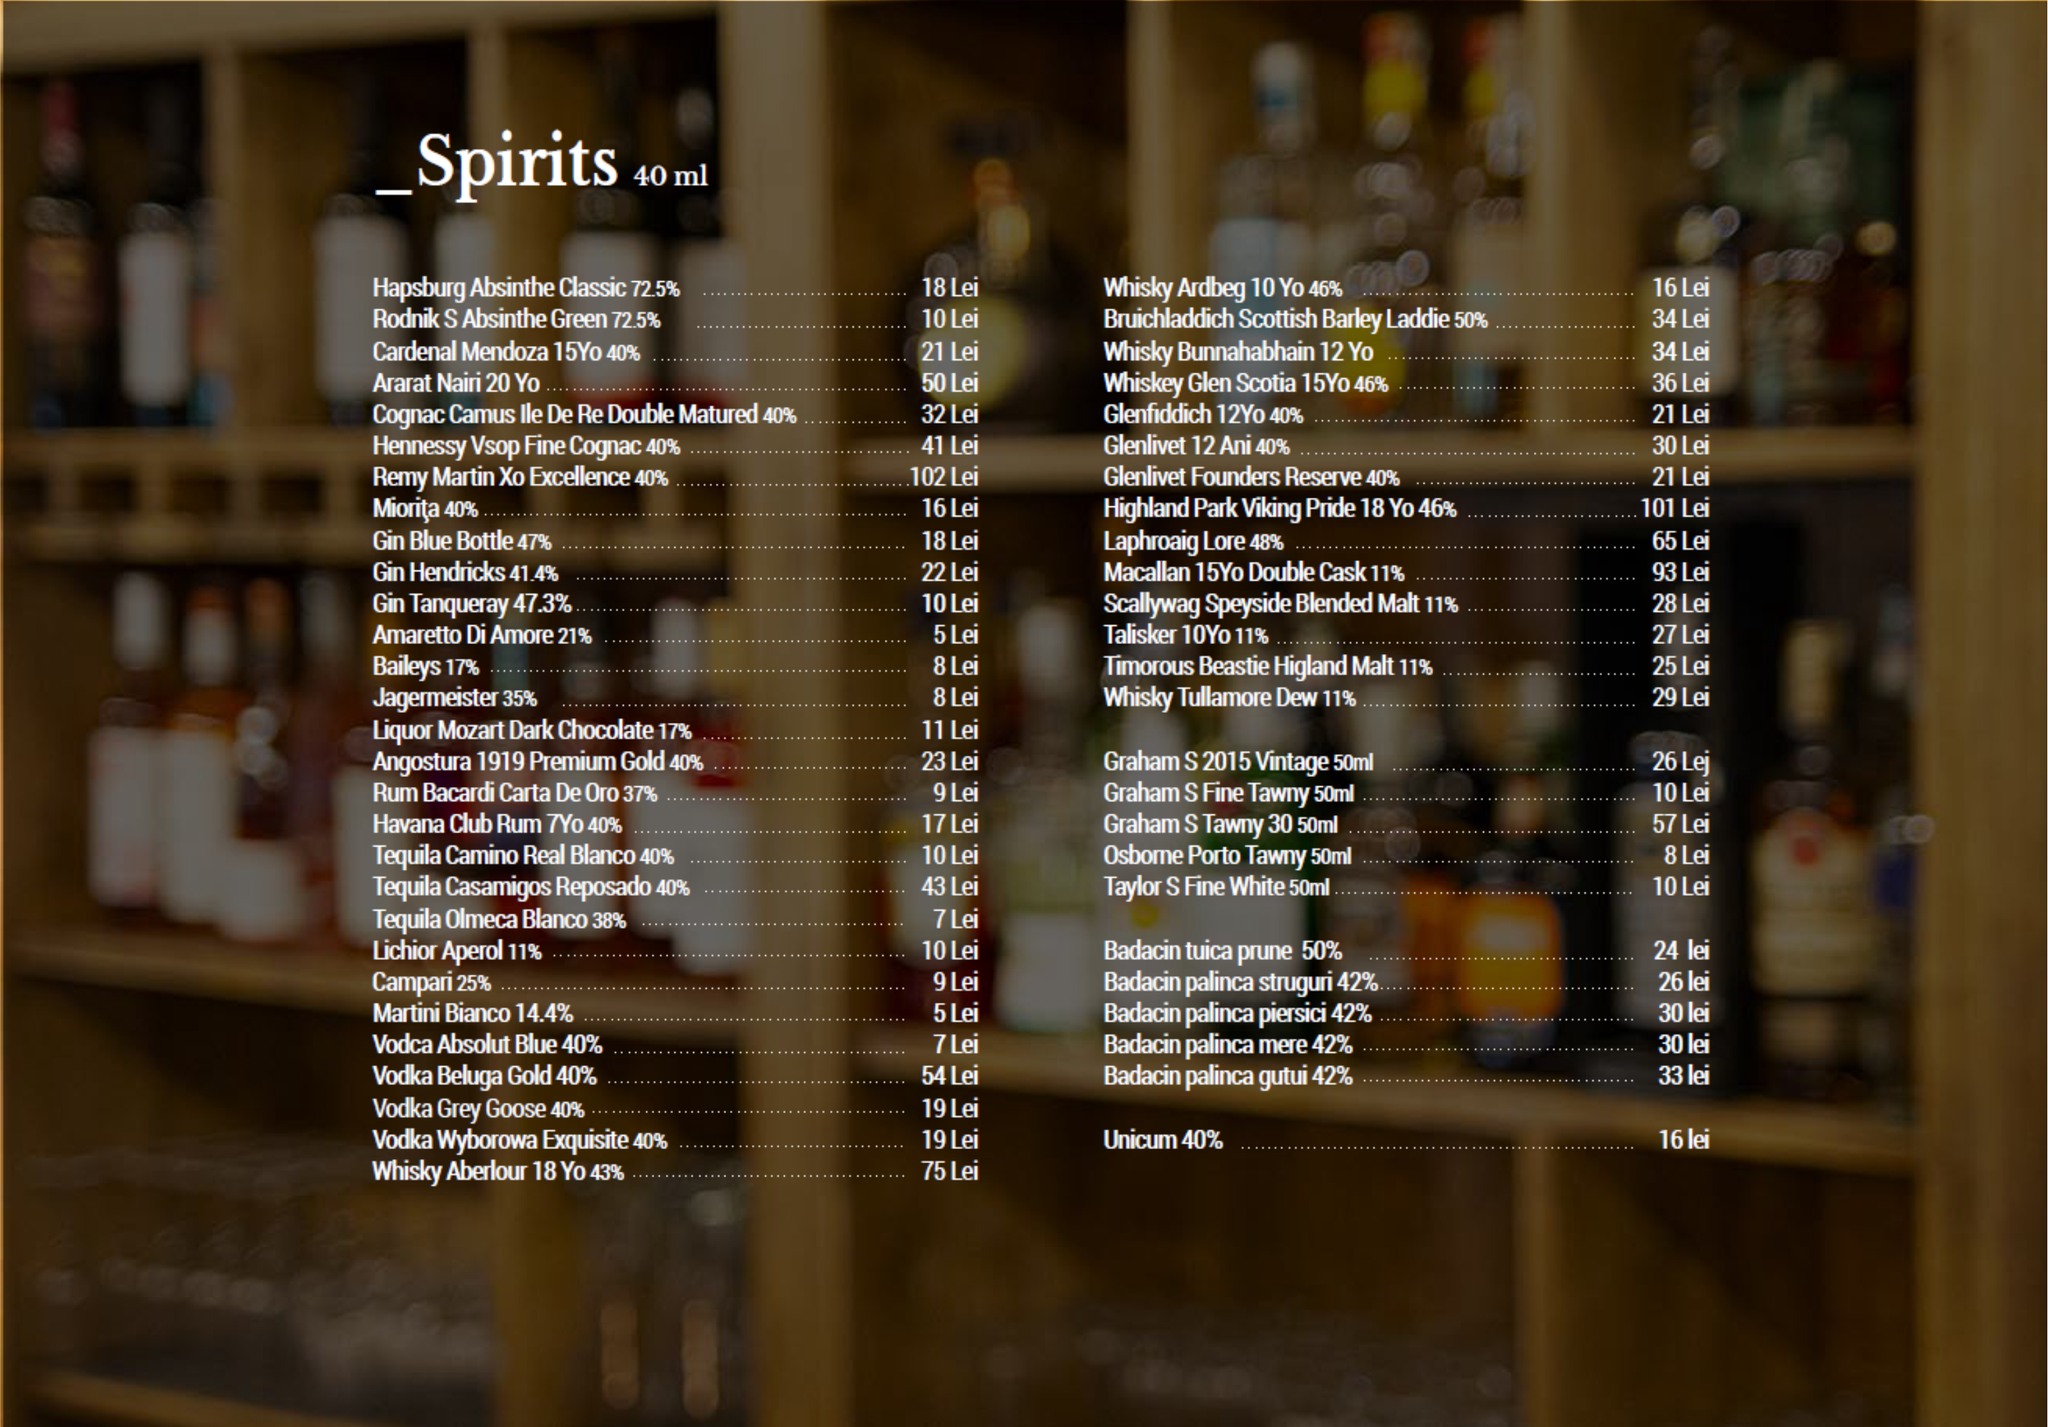 _Spirits 40 ml
Hapsburg Absinthe Classic 72.5% 18 Lei
Rodnik S Absinthe Green 72.5% 10 Lei
Cardenal Mendoza 15Yo 40% 21 Lei
Ararat Nairi 20 Yo 50 Lei
Cognac Camus Ile De Re Double Matured 40% 32 Lei
Hennessy Vsop Fine Cognac 40% 41 Lei
Remy Martin Xo Excellence 40% 102 Lei
Miorița 40% 16 Lei
Gin Blue Bottle 47% 18 Lei
Gin Hendricks 41.4% 22 Lei
Gin Tanqueray 47.3% 10 Lei
Amaretto Di Amore 21% 5 Lei
Baileys 17% 8 Lei
Jagermeister 35% 8 Lei
Liquor Mozart Dark Chocolate 17% 11 Lei
Angostura 1919 Premium Gold 40% 23 Lei
Rum Bacardi Carta De Oro 37% 9 Lei
Havana Club Rum 7Yo 40% 17 Lei
Tequila Camino Real Blanco 40% 10 Lei
Tequila Casamigos Reposado 40% 43 Lei
Tequila Olmeca Blanco 38% 7 Lei
Lichior Aperol 11% 10 Lei
Campari 25% 9 Lei
Martini Bianco 14.4% 5 Lei
Vodca Absolut Blue 40% 7 Lei
Vodka Beluga Gold 40% 54 Lei
Vodka Grey Goose 40% 19 Lei
Vodka Wyborowa Exquisite 40% 19 Lei
Whisky Aberlour 18 Yo 43% 75 Lei
Whisky Ardbeg 10 Yo 46% 16 Lei
Bruichladdich Scottish Barley Laddie 50% 34 Lei
Whisky Bunnahabhain 12 Yo 34 Lei
Whiskey Glen Scotia 15Yo 46% 36 Lei
Glenfiddich 12Yo 40% 21 Lei
Glenlivet 12 Ani 40% 30 Lei
Glenlivet Founders Reserve 40% 21 Lei
Highland Park Viking Pride 18 Yo 46% 101 Lei
Laphroaig Lore 48% 65 Lei
Macallan 15Yo Double Cask 11% 93 Lei
Scallywag Speyside Blended Malt 11% 28 Lei
Talisker 10Yo 11% 27 Lei
Timorous Beastie Higland Malt 11% 25 Lei
Whisky Tullamore Dew 11% 29 Lei
Graham S 2015 Vintage 50ml 26 Lej
Graham S Fine Tawny 50ml 10 Lei
Graham S Tawny 30 50ml 57 Lei
Osborne Porto Tawny 50ml 8 Lei
Taylor S Fine White 50ml 10 Lei
Badacin tuica prune 50% 24 lei
Badacin palinca struguri 42% 26 lei
Badacin palinca piersici 42% 30 lei
Badacin palinca mere 42% 30 lei
Badacin palinca gutui 42% 33 lei
Unicum 40% 16 lei